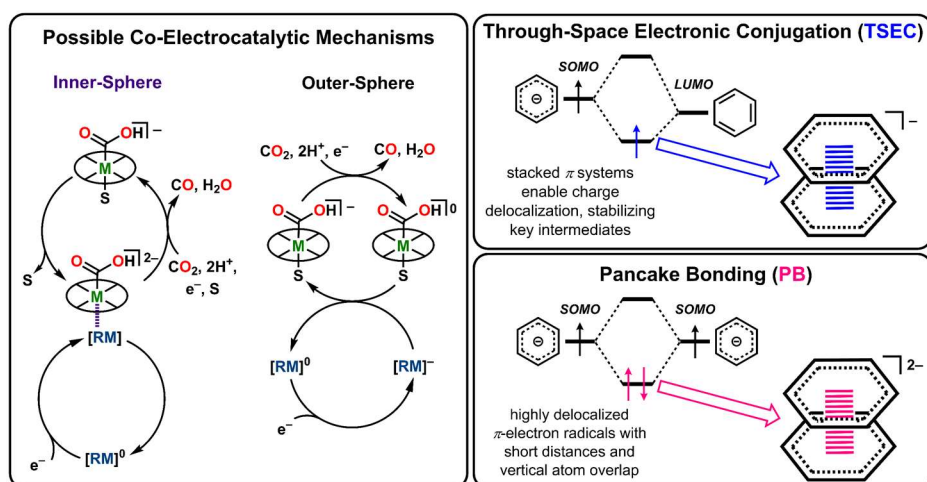 Possible Co-Electrocatalytic Mechanisms
Inner-Sphere
O
OH
–
M
S
CO, H₂O
S
O
OH
2–
M
CO₂, 2H⁺,
e⁻, S
[RM]
e⁻
[RM]⁰
Outer-Sphere
CO₂, 2H⁺, e⁻
CO, H₂O
O
OH
–
M
S
O
OH
0
M
S
[RM]⁰
[RM]⁻
e⁻
Through-Space Electronic Conjugation (TSEC)
SOMO
LUMO
–
stacked π systems
enable charge
delocalization, stabilizing
key intermediates
Pancake Bonding (PB)
SOMO
SOMO
2–
highly delocalized
π-electron radicals with
short distances and
vertical atom overlap